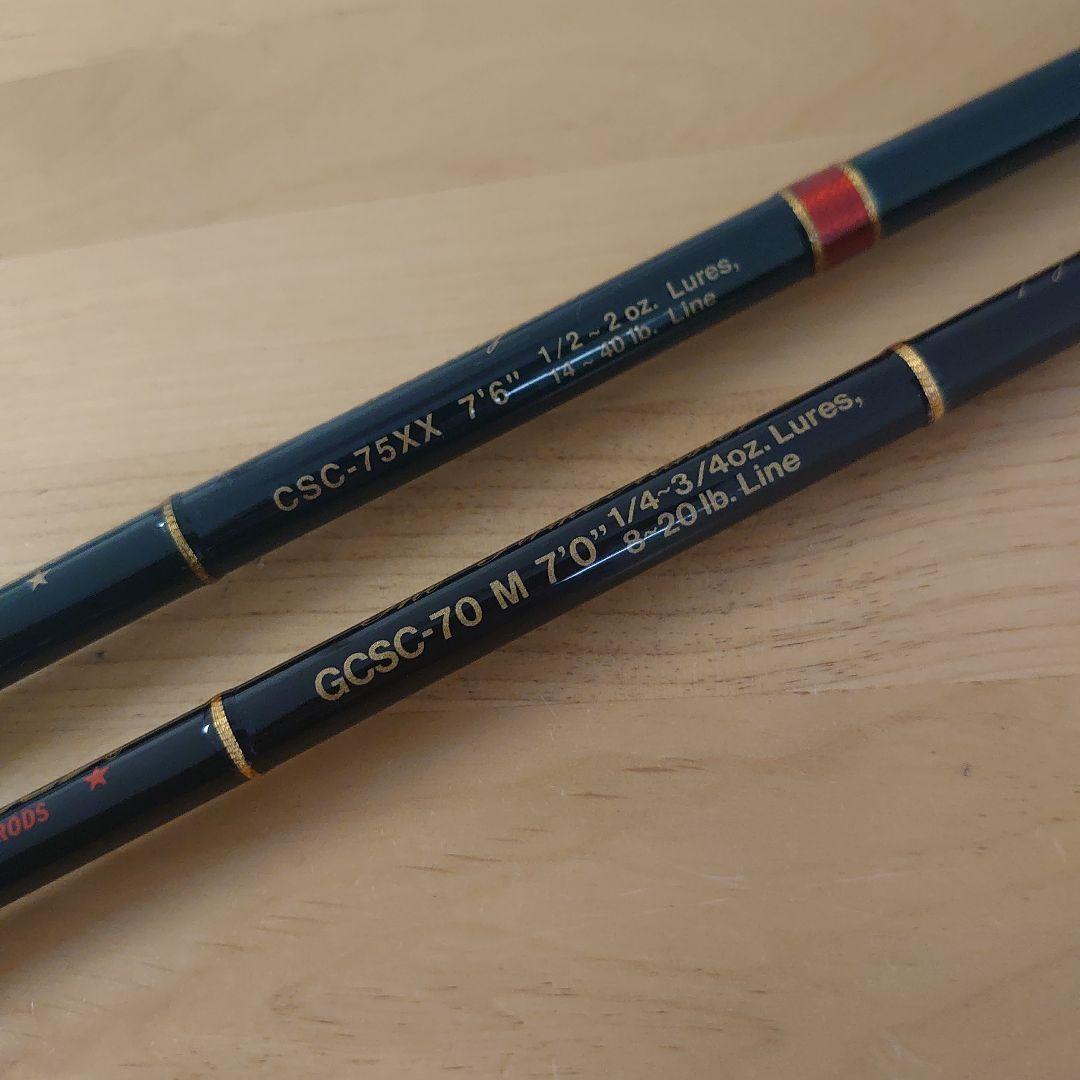 CSC-75XX 7'6" 1/2~2 oz. Lures,
14~40 lb. Line
GCSC-70 M 7'0" 1/4~3/4oz. Lures,
8~20 lb. Line
RODS